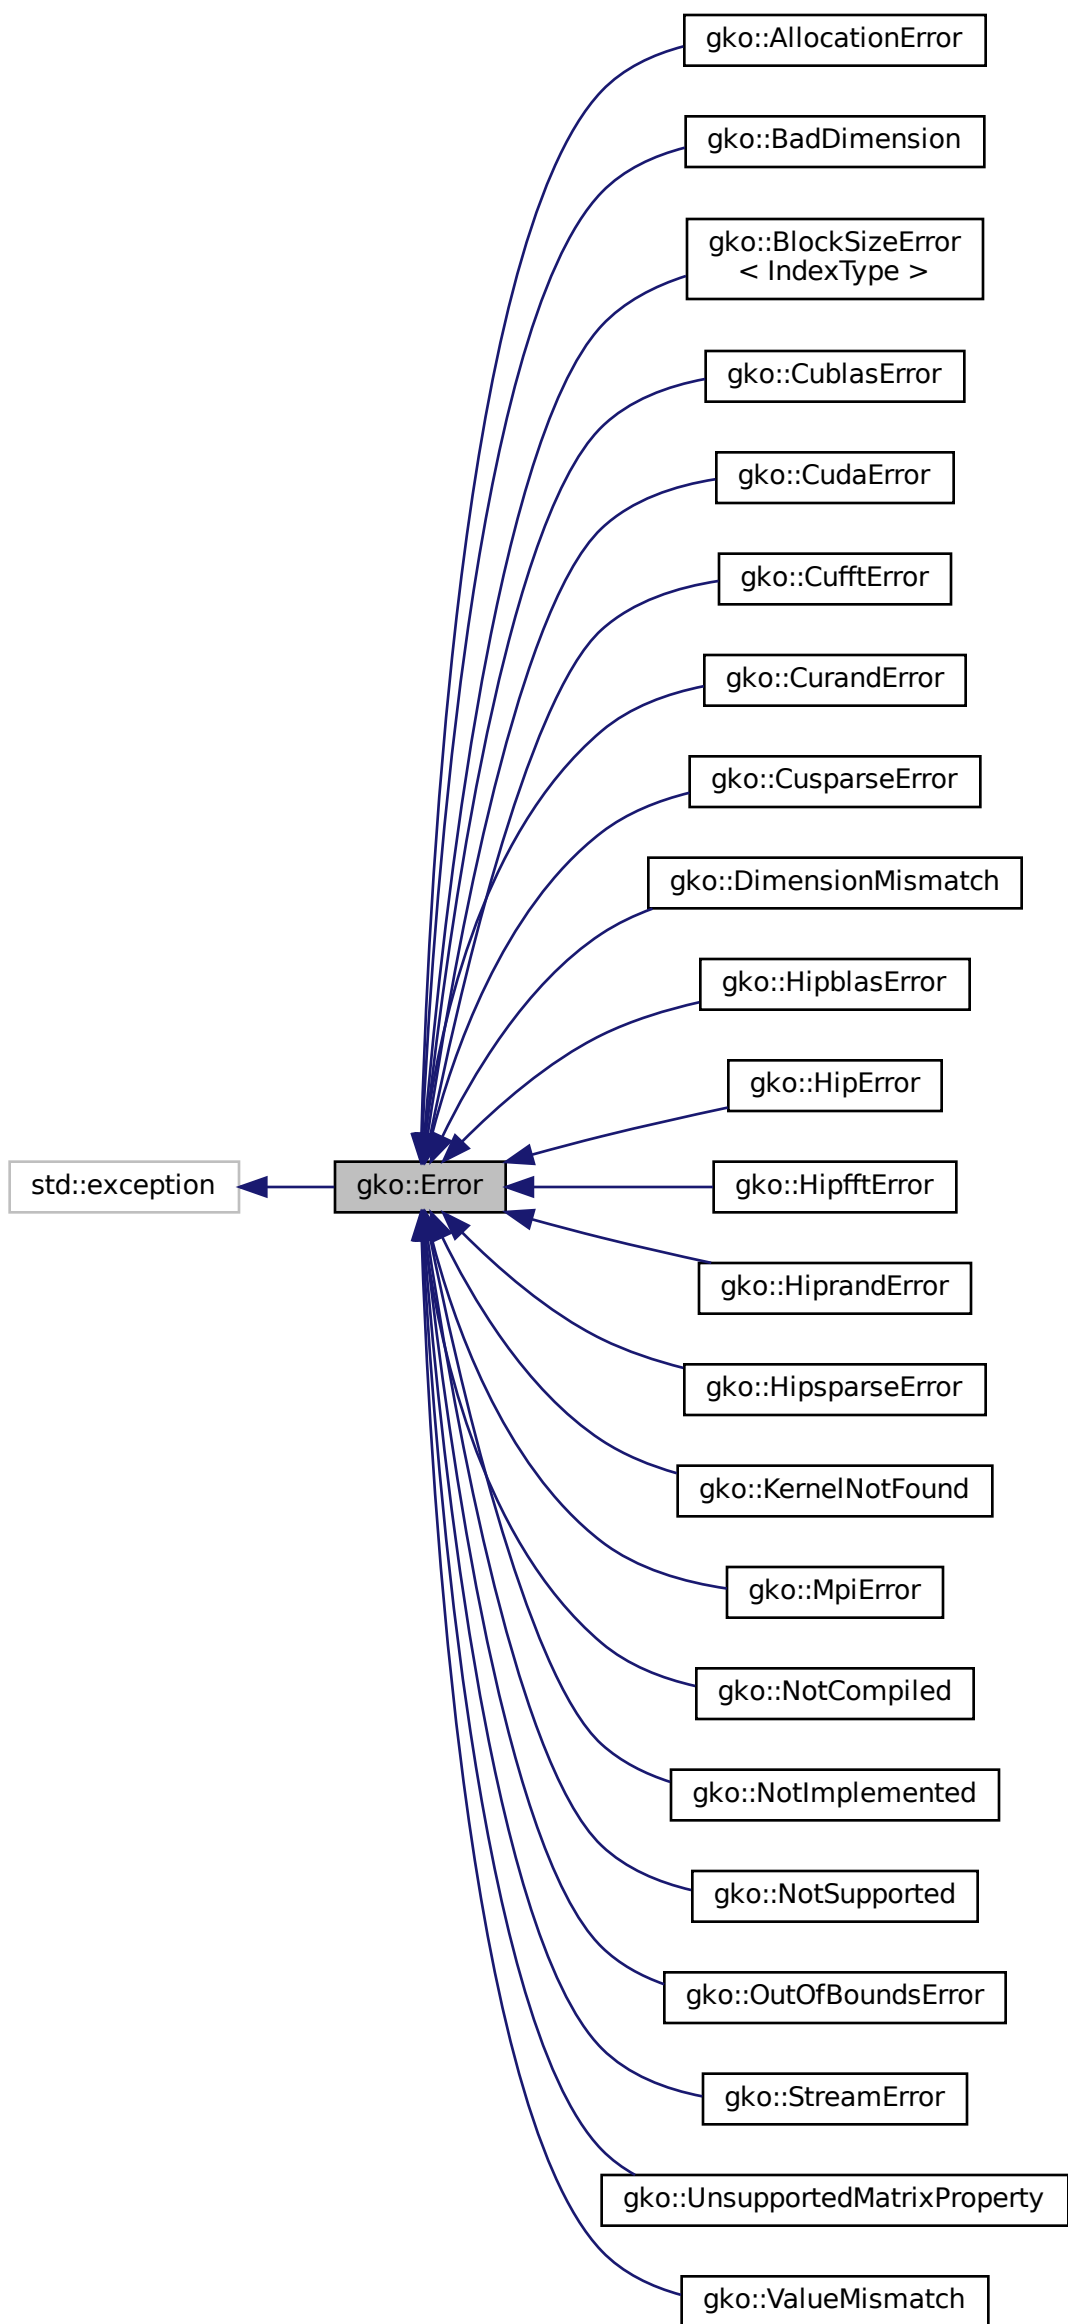 gko::AllocationError
gko::BadDimension
gko::BlockSizeError
< IndexType >
gko::CublasError
gko::CudaError
gko::CufftError
gko::CurandError
gko::CusparseError
gko::DimensionMismatch
gko::HipblasError
gko::HipError
std::exception
gko::Error
gko::HipfftError
gko::HiprandError
gko::HipsparseError
gko::KernelNotFound
gko::MpiError
gko::NotCompiled
gko::NotImplemented
gko::NotSupported
gko::OutOfBoundsError
gko::StreamError
gko::UnsupportedMatrixProperty
gko::ValueMismatch